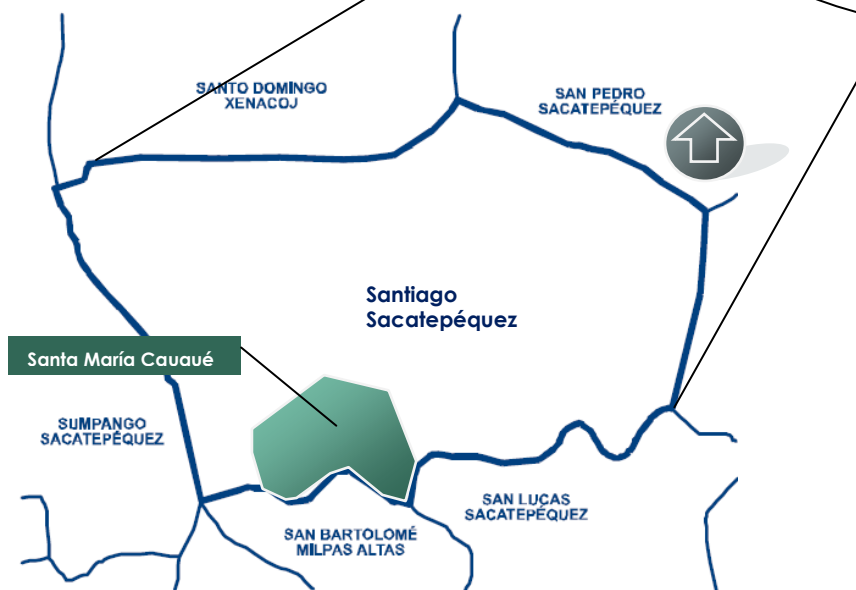 SANTO DOMINGO
XENACOJ
SAN PEDRO
SACATEPÉQUEZ
Santiago
Sacatepéquez
Santa María Cauaué
SUMPANGO
SACATEPÉQUEZ
SAN LUCAS
SACATEPÉQUEZ
SAN BARTOLOMÉ
MILPAS ALTAS